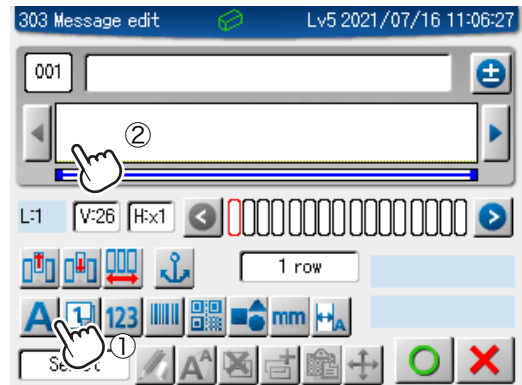 303 Message edit Lv5 2021/07/16 11:06:27
001
②
L:1 V:26 H:x1
1 row
A 1 123 mm A
①
A A